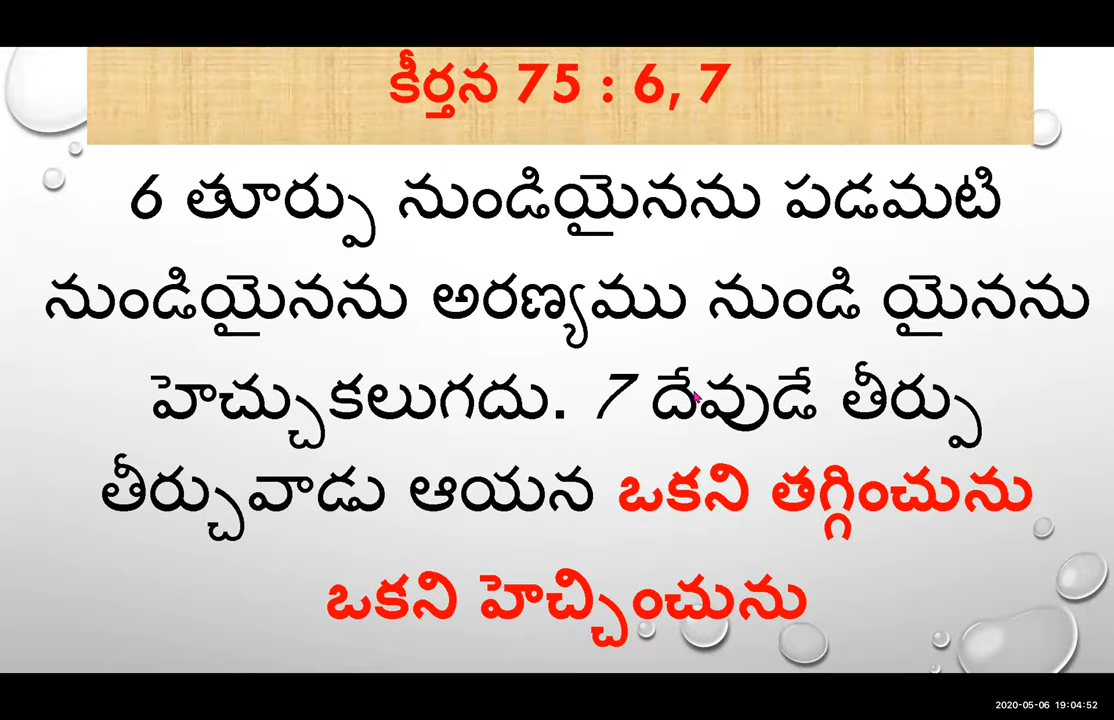 కీర్తన 75 : 6, 7
6 తూర్పు నుండియైనను పడమటి
నుండియైనను అరణ్యము నుండి యైనను
హెచ్చుకలుగదు. 7 దేవుడే తీర్పు
తీర్చువాడు ఆయన ఒకని తగ్గించును
ఒకని హెచ్చించును
2020-05-06 19:04:52